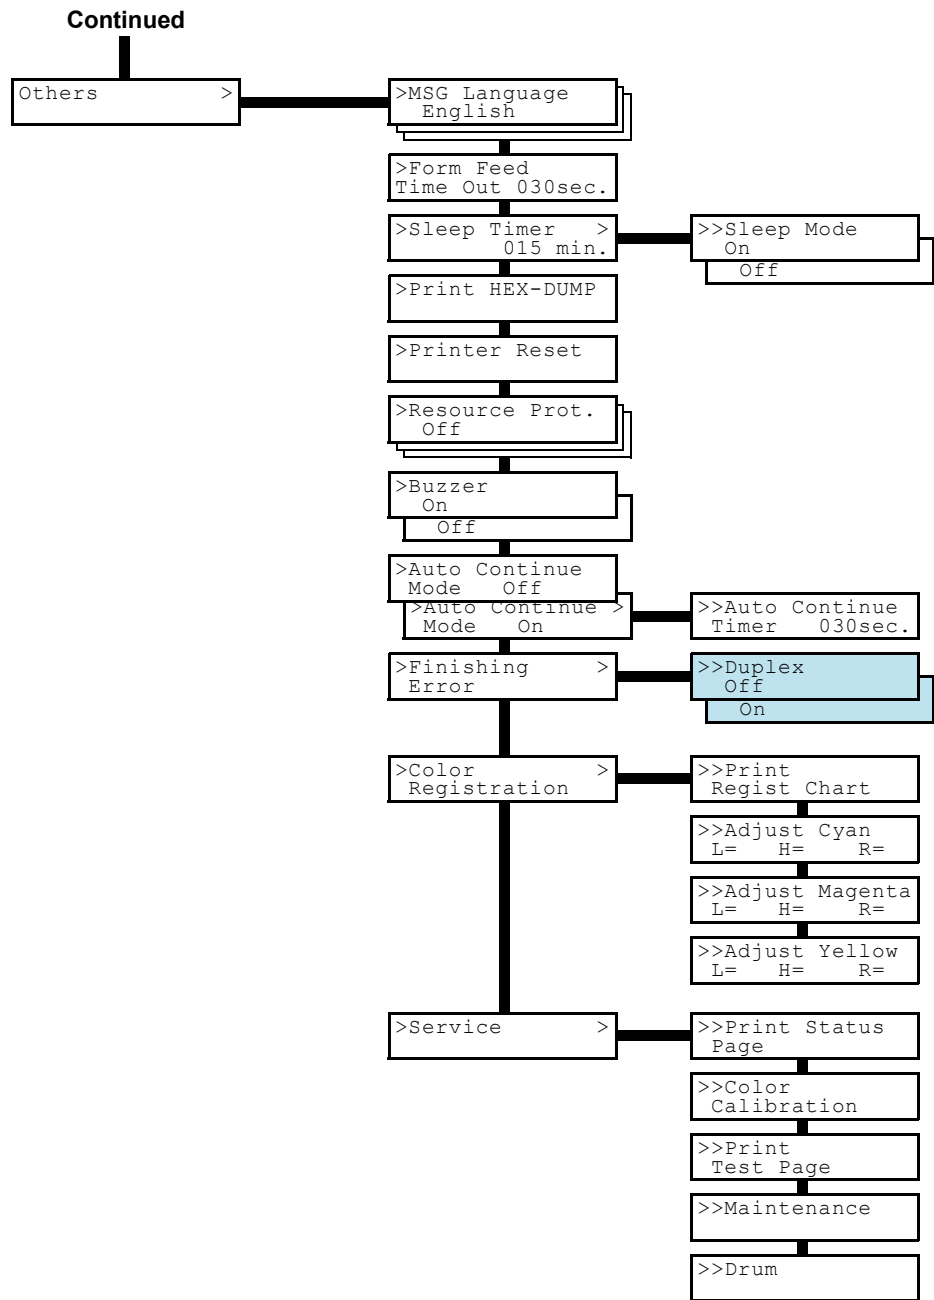 Continued
Others >
>MSG Language
English
>Form Feed
Time Out 030sec.
>Sleep Timer >
015 min.
>>Sleep Mode
On
Off
>Print HEX-DUMP
>Printer Reset
>Resource Prot.
Off
>Buzzer
On
Off
>Auto Continue
Mode Off
>Auto Continue >
Mode On
>>Auto Continue
Timer 030sec.
>Finishing >
Error
>>Duplex
Off
On
>Color >
Registration
>>Print
Regist Chart
>>Adjust Cyan
L= H= R=
>>Adjust Magenta
L= H= R=
>>Adjust Yellow
L= H= R=
>Service >
>>Print Status
Page
>>Color
Calibration
>>Print
Test Page
>>Maintenance
>>Drum